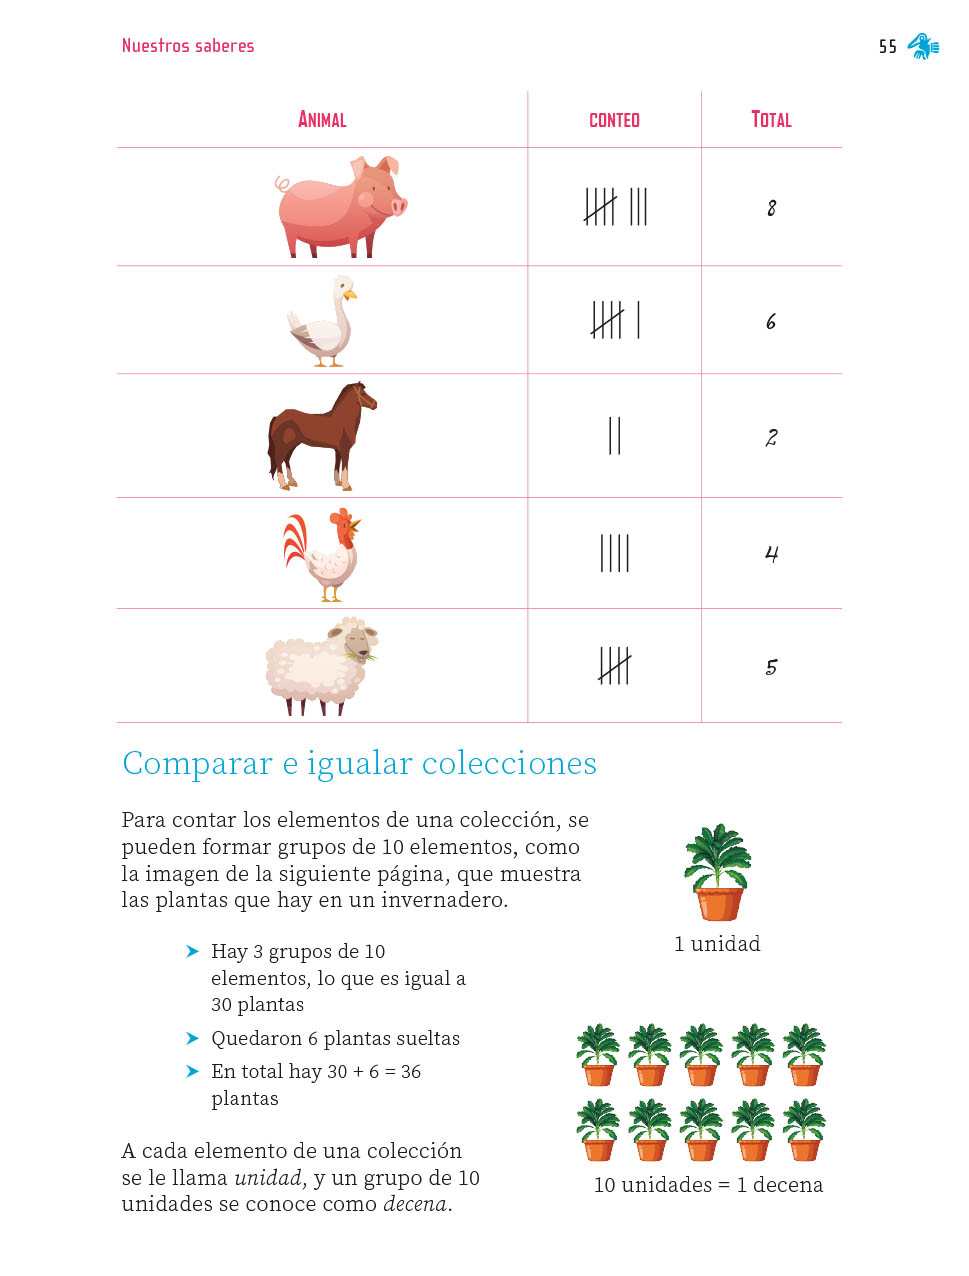 Nuestros saberes
55
ANIMAL CONTEO TOTAL
8
6
2
4
5
Comparar e igualar colecciones
Para contar los elementos de una colección, se
pueden formar grupos de 10 elementos, como
la imagen de la siguiente página, que muestra
las plantas que hay en un invernadero.
Hay 3 grupos de 10
elementos, lo que es igual a
30 plantas
Quedaron 6 plantas sueltas
En total hay 30 + 6 = 36
plantas
A cada elemento de una colección
se le llama unidad, y un grupo de 10
unidades se conoce como decena.
1 unidad
10 unidades = 1 decena